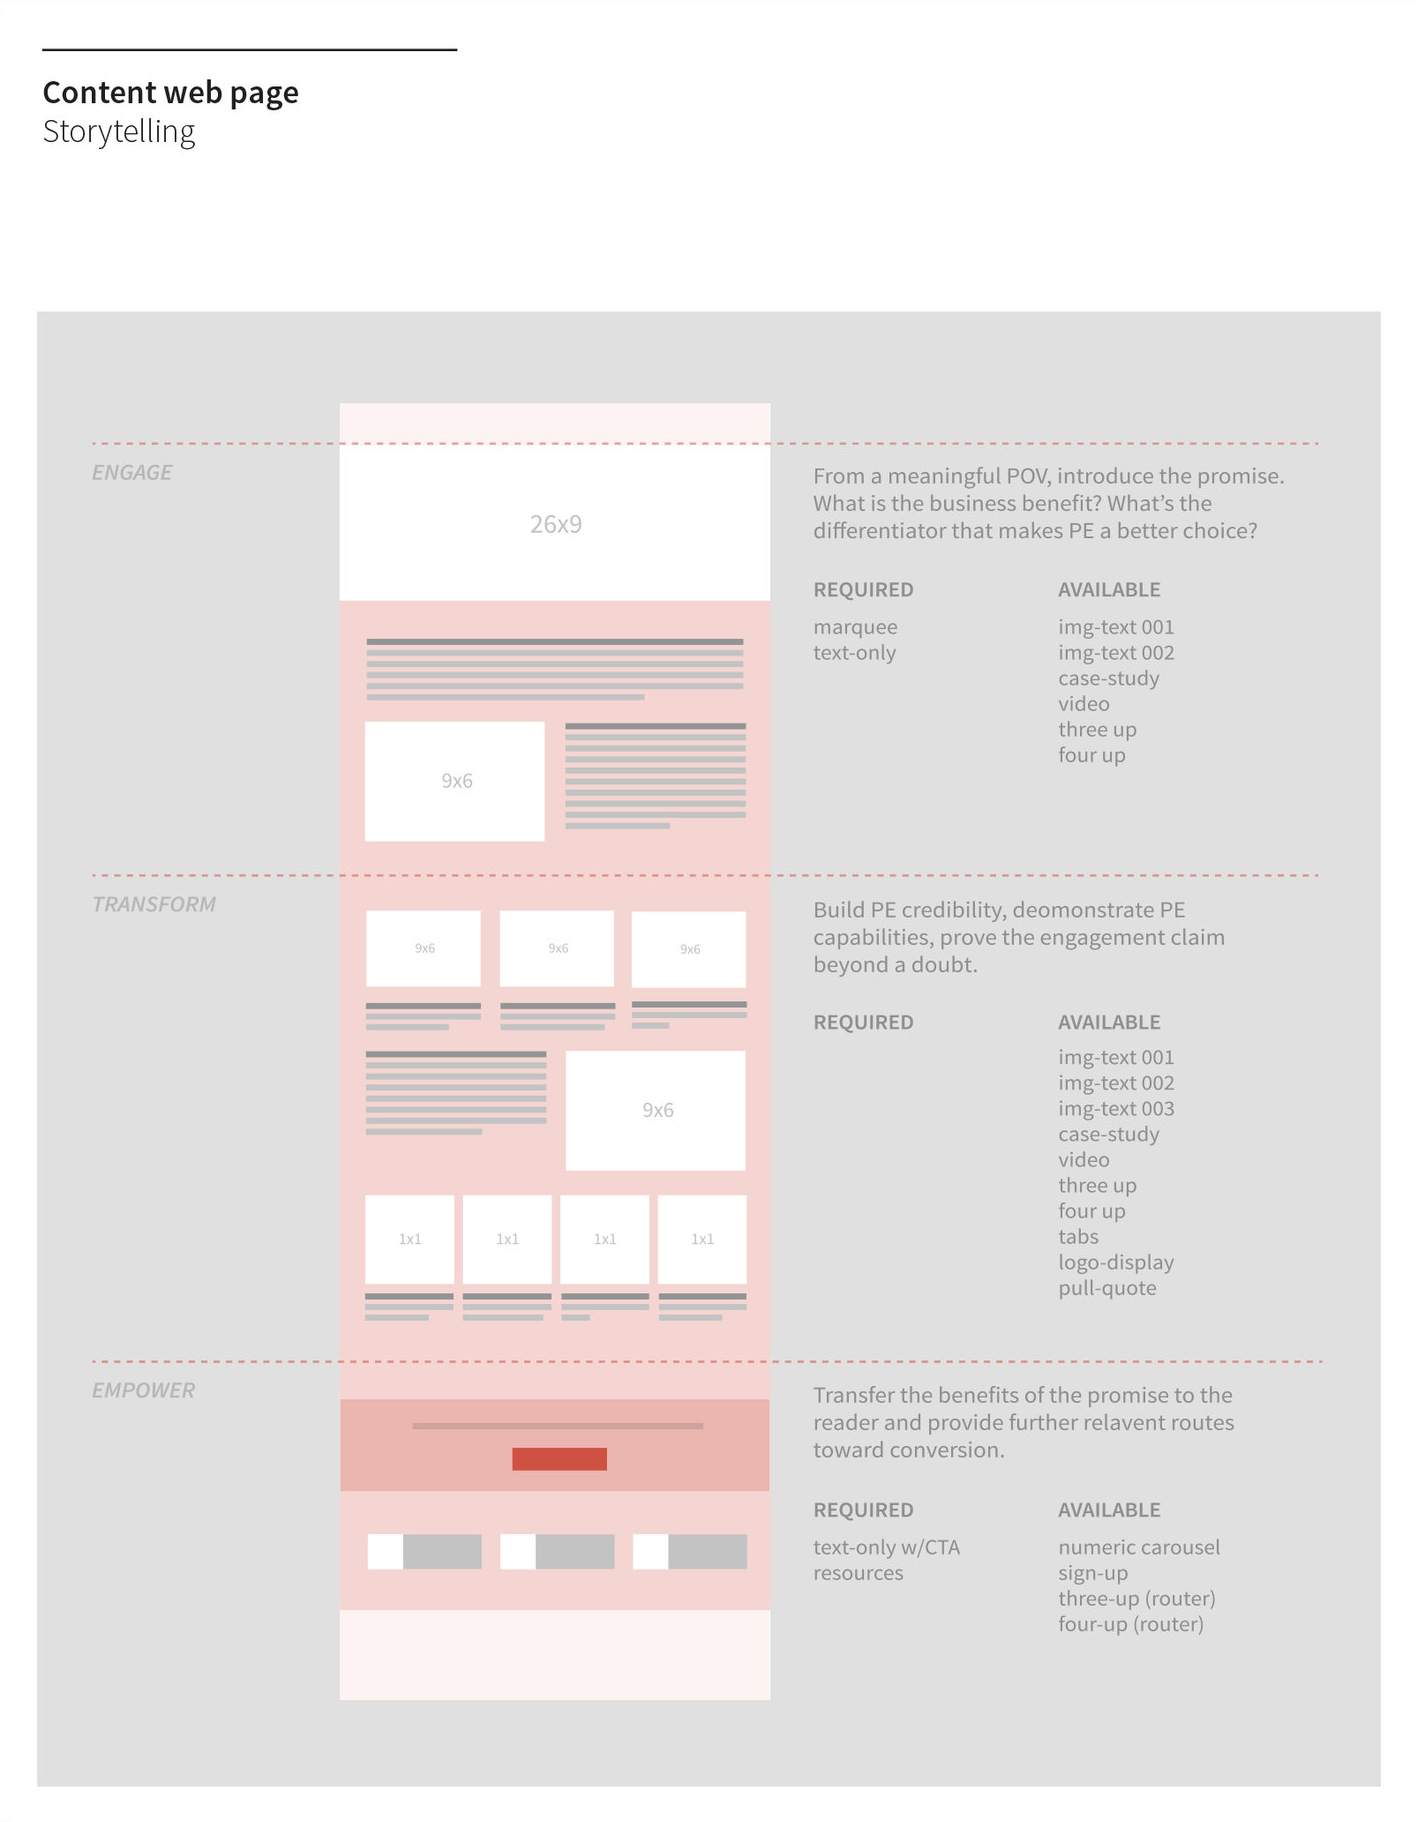 Content web page
Storytelling
ENGAGE
26x9
9x6
From a meaningful POV, introduce the promise.
What is the business benefit? What’s the
differentiator that makes PE a better choice?
REQUIRED
marquee
text-only
AVAILABLE
img-text 001
img-text 002
case-study
video
three up
four up
TRANSFORM
9x6 9x6 9x6
9x6
1x1 1x1 1x1 1x1
Build PE credibility, deomonstrate PE
capabilities, prove the engagement claim
beyond a doubt.
REQUIRED
AVAILABLE
img-text 001
img-text 002
img-text 003
case-study
video
three up
four up
tabs
logo-display
pull-quote
EMPOWER
Transfer the benefits of the promise to the
reader and provide further relavent routes
toward conversion.
REQUIRED
text-only w/CTA
resources
AVAILABLE
numeric carousel
sign-up
three-up (router)
four-up (router)